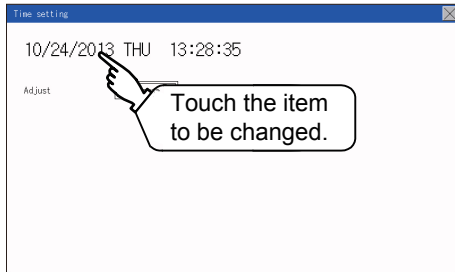 Time setting
10/24/2013 THU 13:28:35
Adjust
Touch the item
to be changed.